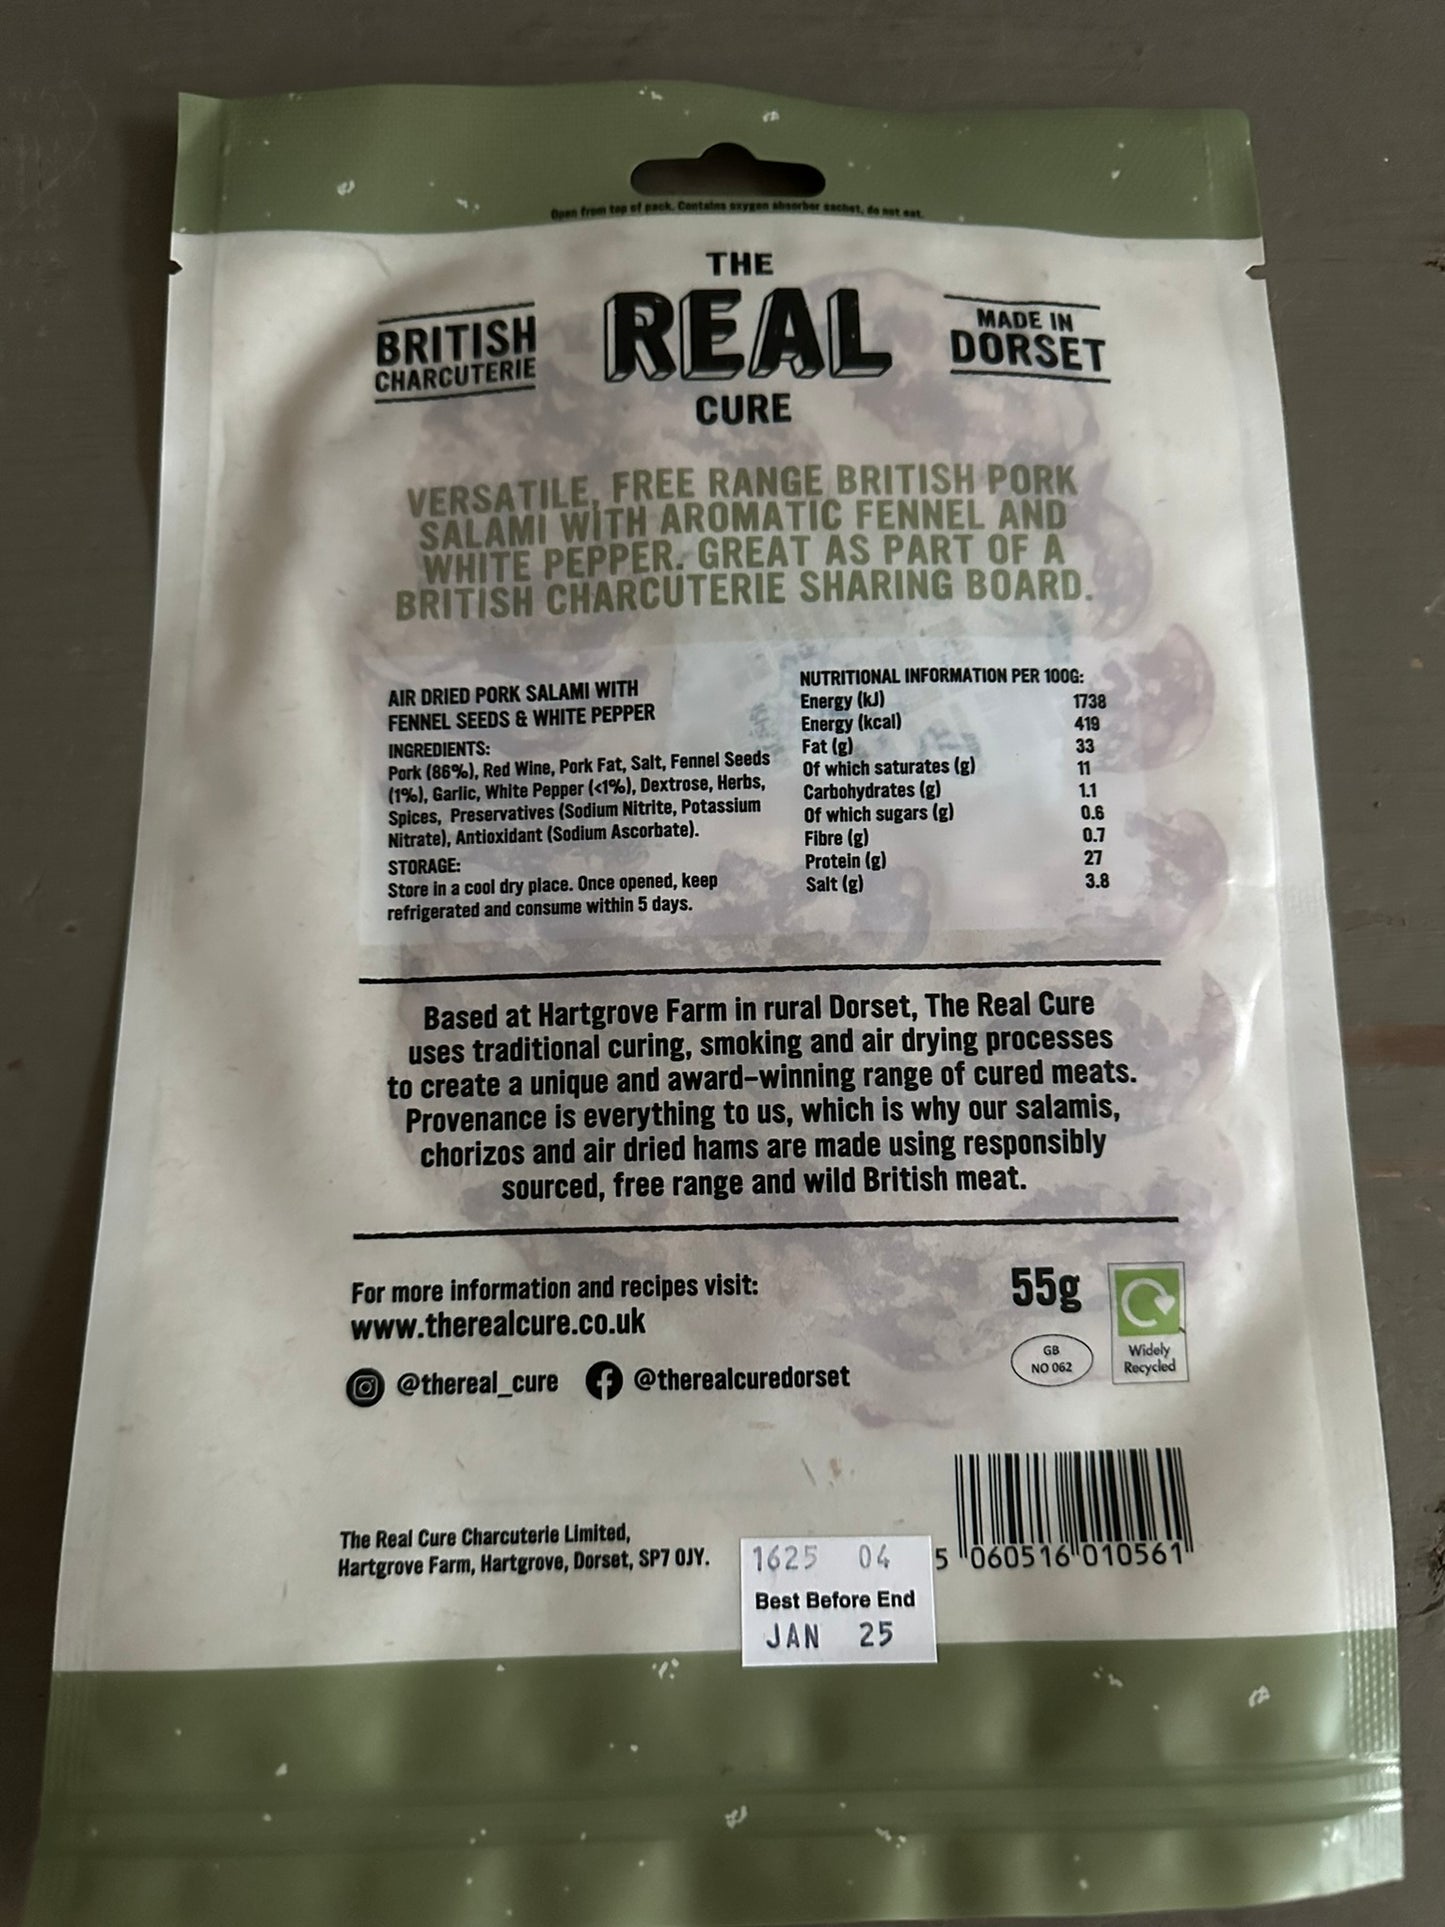 Open from top of pack. Contains oxygen absorber sachet, do not eat.
BRITISH
CHARCUTERIE
THE
REAL
CURE
MADE IN
DORSET
VERSATILE, FREE RANGE BRITISH PORK
SALAMI WITH AROMATIC FENNEL AND
WHITE PEPPER. GREAT AS PART OF A
BRITISH CHARCUTERIE SHARING BOARD.
AIR DRIED PORK SALAMI WITH
FENNEL SEEDS & WHITE PEPPER
INGREDIENTS:
Pork (86%), Red Wine, Pork Fat, Salt, Fennel Seeds
(1%), Garlic, White Pepper (<1%), Dextrose, Herbs,
Spices, Preservatives (Sodium Nitrite, Potassium
Nitrate), Antioxidant (Sodium Ascorbate).
STORAGE:
Store in a cool dry place. Once opened, keep
refrigerated and consume within 5 days.
NUTRITIONAL INFORMATION PER 100G:
Energy (kJ) 1738
Energy (kcal) 419
Fat (g) 33
Of which saturates (g) 11
Carbohydrates (g) 1.1
Of which sugars (g) 0.6
Fibre (g) 0.7
Protein (g) 27
Salt (g) 3.8
Based at Hartgrove Farm in rural Dorset, The Real Cure
uses traditional curing, smoking and air drying processes
to create a unique and award-winning range of cured meats.
Provenance is everything to us, which is why our salamis,
chorizos and air dried hams are made using responsibly
sourced, free range and wild British meat.
For more information and recipes visit:
www.therealcure.co.uk
@thereal_cure @therealcuredorset
55g
GB
NO 062
Widely
Recycled
The Real Cure Charcuterie Limited,
Hartgrove Farm, Hartgrove, Dorset, SP7 0JY.
1625 04
Best Before End
JAN 25
5 060516 010561